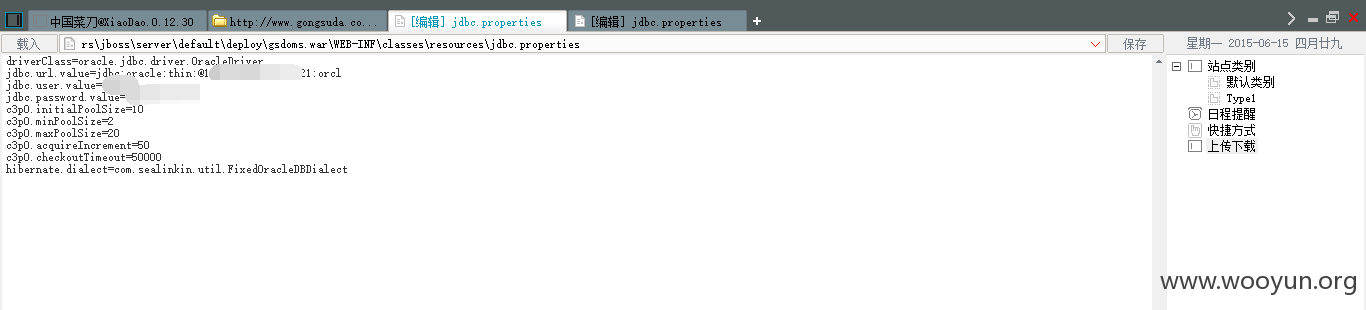 中国菜刀@XiaoDao.0.12.30
http://www.gongsuda.co...
[编辑] jdbc.properties
[编辑] jdbc.properties
载入
rs\jboss\server\default\deploy\gsdoms.war\WEB-INF\classes\resources\jdbc.properties
保存
星期一 2015-06-15 四月廿九
driverClass=oracle.jdbc.driver.OracleDriver
jdbc.url.value=jdbc:oracle:thin:@1 21:orcl
jdbc.user.value=
jdbc.password.value=
c3p0.initialPoolSize=10
c3p0.minPoolSize=2
c3p0.maxPoolSize=20
c3p0.acquireIncrement=50
c3p0.checkoutTimeout=50000
hibernate.dialect=com.sealinkin.util.FixedOracleDBDialect
站点类别
默认类别
Type1
日程提醒
快捷方式
上传下载
www.wooyun.org